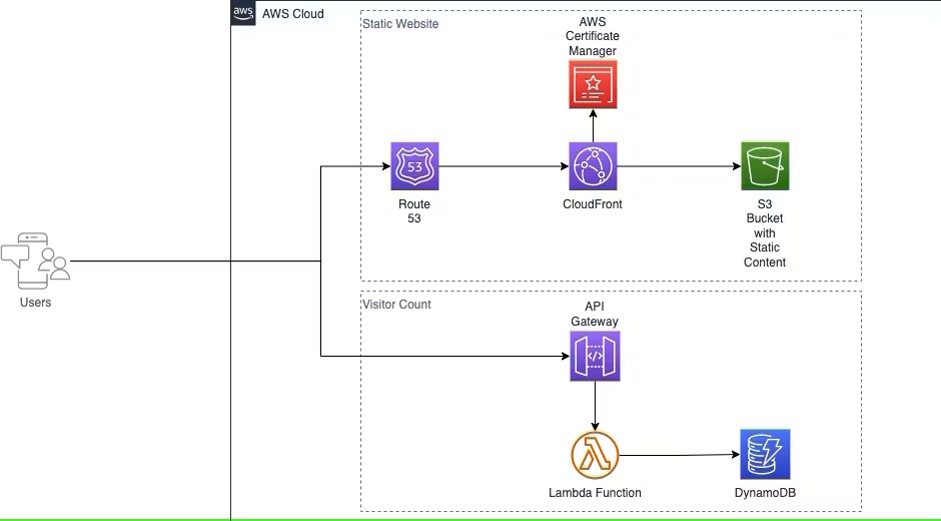 aws
AWS Cloud
Static Website
AWS
Certificate
Manager
53
Route
53
CloudFront
S3
Bucket
with
Static
Content
Users
Visitor Count
API
Gateway
</>
Lambda Function
DynamoDB